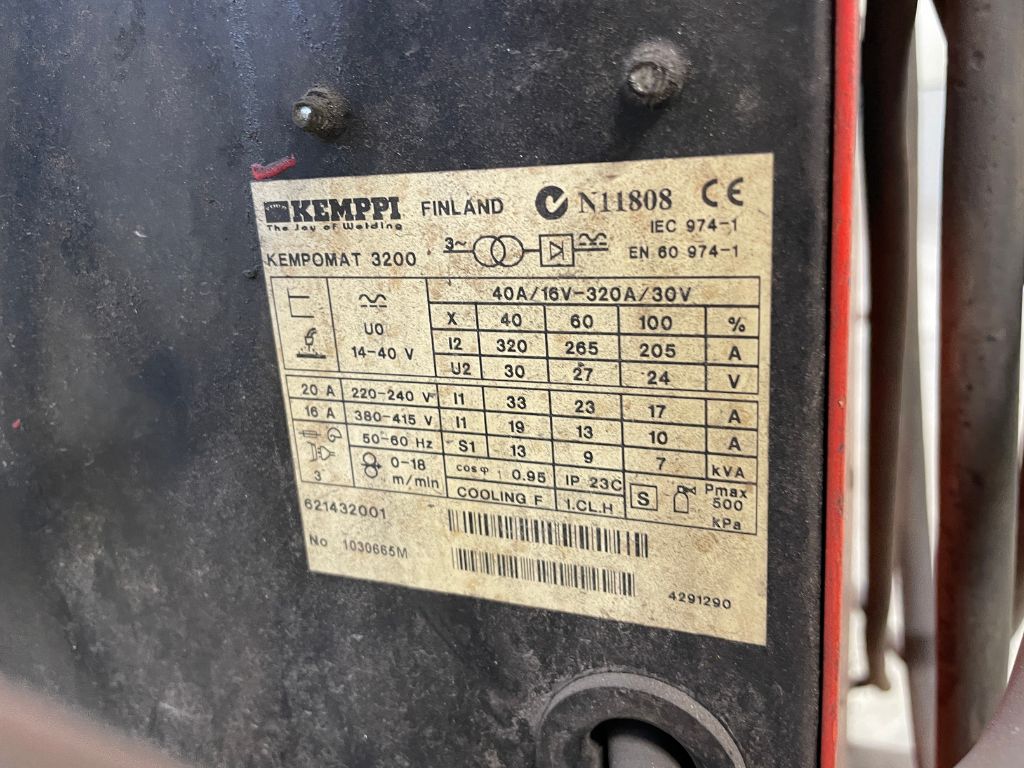 KEMPPI FINLAND N11808 CE
The Joy of Welding
IEC 974-1
KEMPOMAT 3200 3~ EN 60 974-1
40A/16V-320A/30V
U0
14-40 V
X 40 60 100 %
I2 320 265 205 A
U2 30 27 24 V
20 A 220-240 V I1 33 23 17 A
16 A 380-415 V I1 19 13 10 A
50-60 Hz S1 13 9 7 kVA
3 0-18 m/min cos φ : 0.95 IP 23C S Pmax 500 kPa
COOLING F 1.CL.H
621432001
No 1030665M
4291290